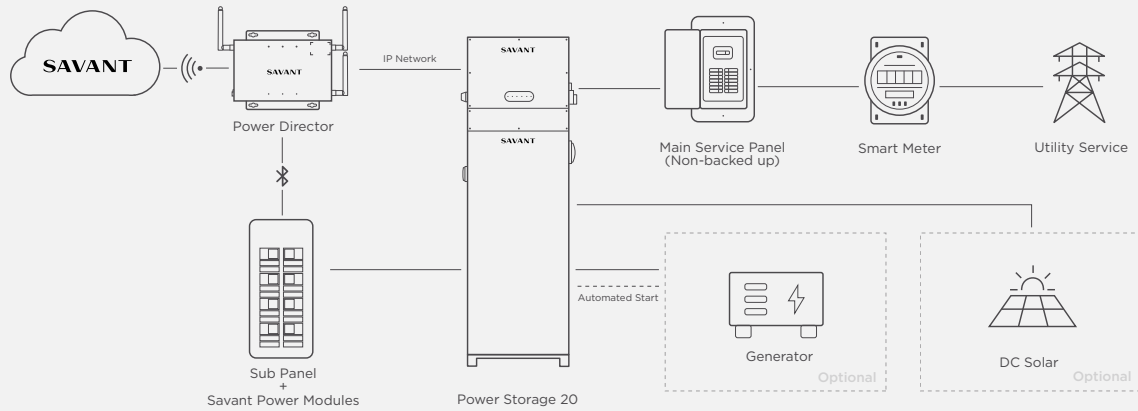 SAVANT
SAVANT
IP Network
SAVANT
SAVANT
Power Director
Main Service Panel
(Non-backed up)
Smart Meter
Utility Service
Automated Start
Generator
Optional
DC Solar
Optional
Sub Panel
+
Savant Power Modules
Power Storage 20